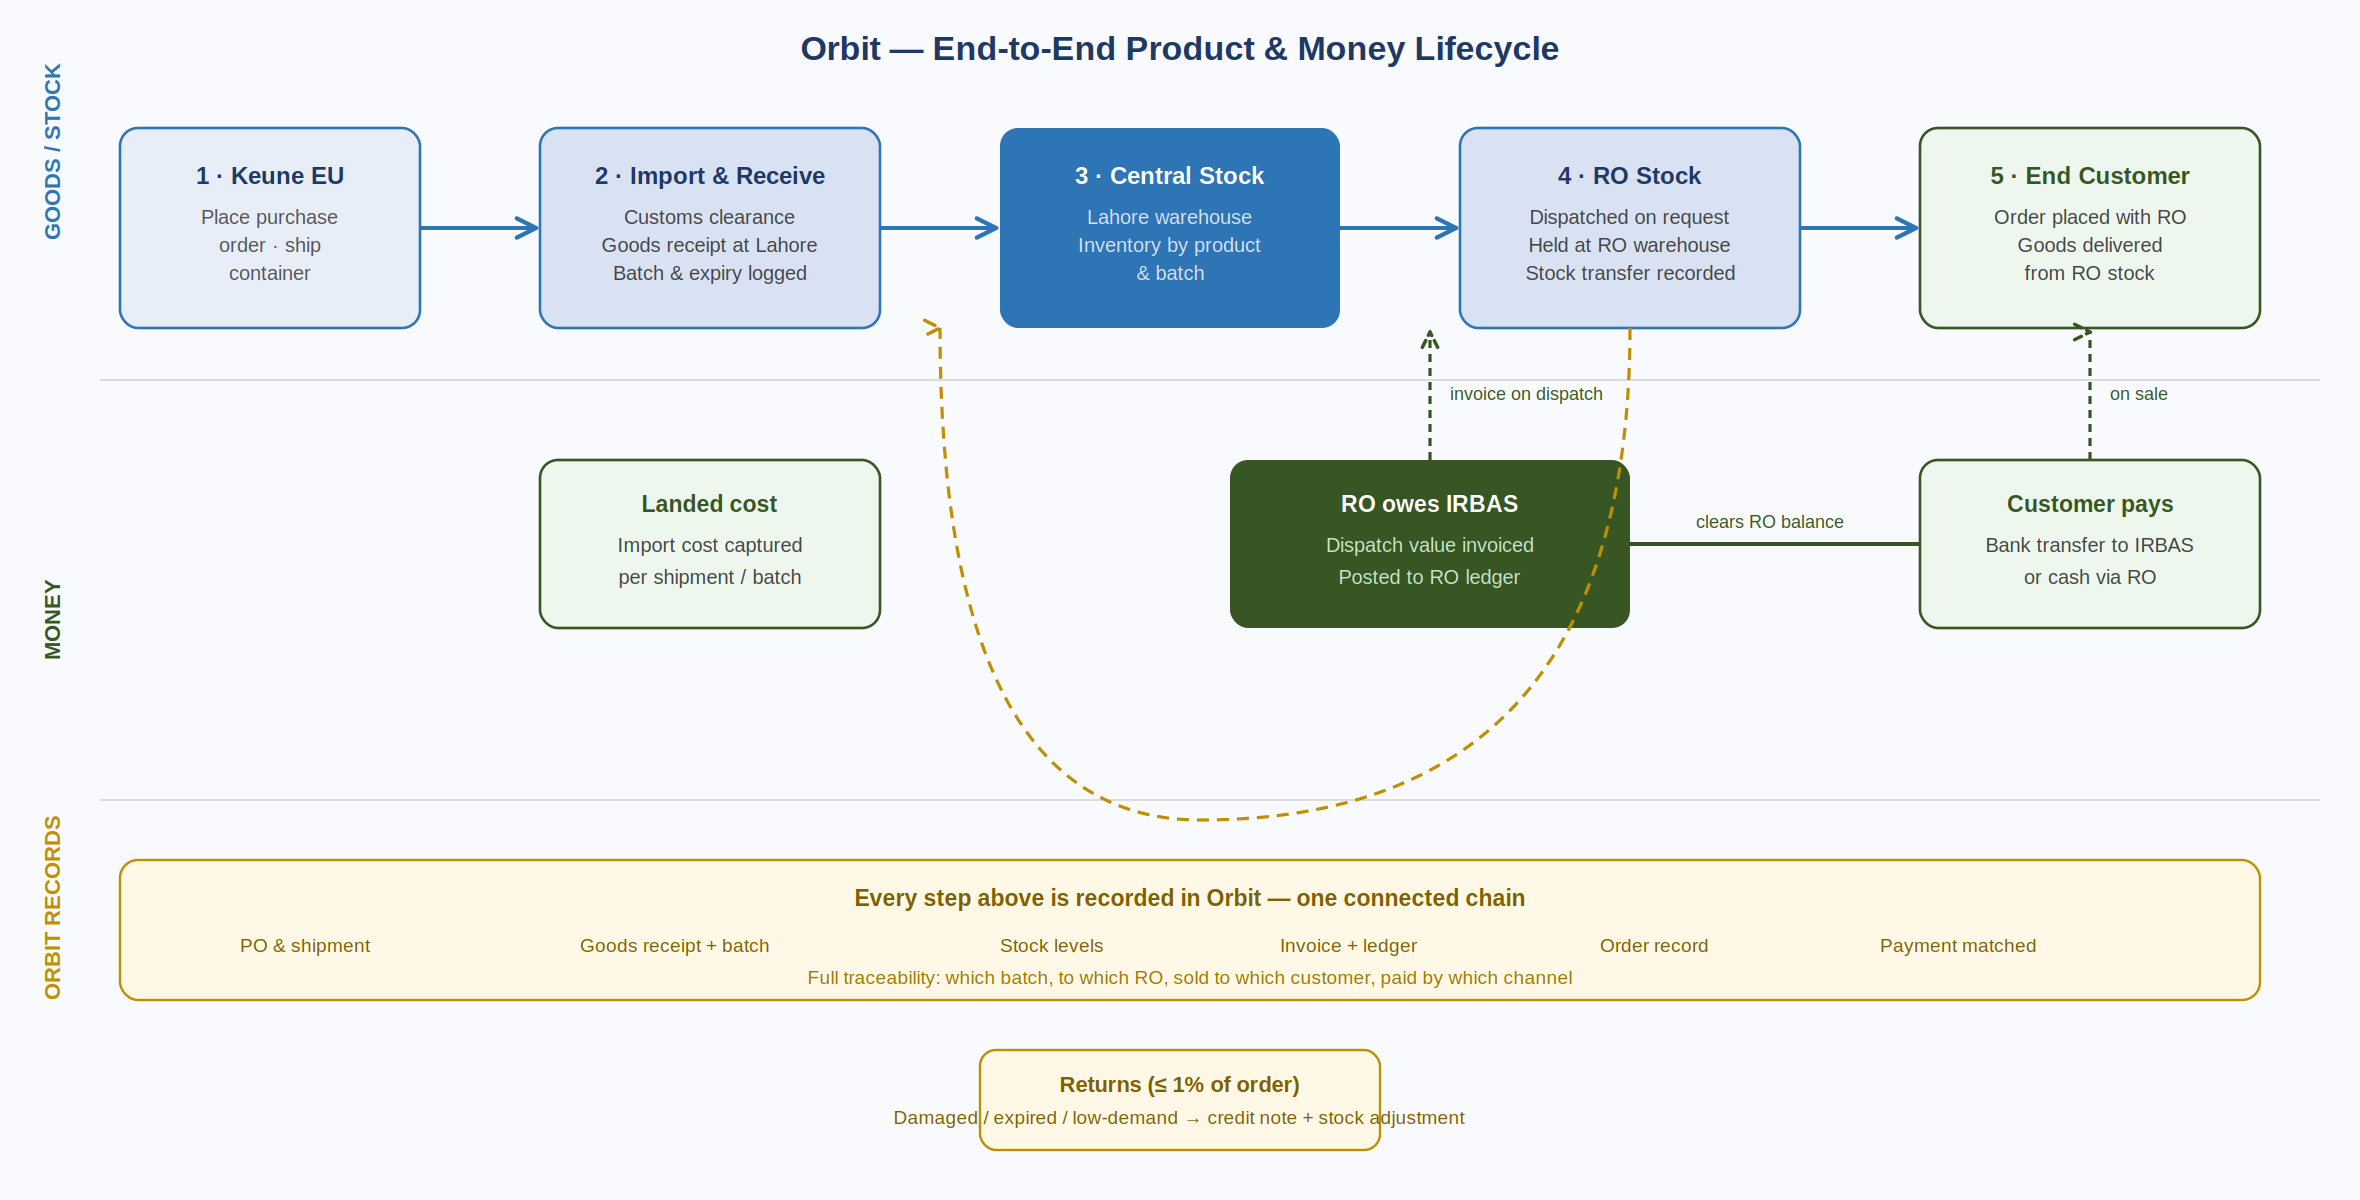 Orbit — End-to-End Product & Money Lifecycle
GOODS / STOCK
1 · Keune EU
Place purchase
order · ship
container
2 · Import & Receive
Customs clearance
Goods receipt at Lahore
Batch & expiry logged
3 · Central Stock
Lahore warehouse
Inventory by product
& batch
4 · RO Stock
Dispatched on request
Held at RO warehouse
Stock transfer recorded
5 · End Customer
Order placed with RO
Goods delivered
from RO stock
invoice on dispatch
on sale
MONEY
Landed cost
Import cost captured
per shipment / batch
RO owes IRBAS
Dispatch value invoiced
Posted to RO ledger
clears RO balance
Customer pays
Bank transfer to IRBAS
or cash via RO
ORBIT RECORDS
Every step above is recorded in Orbit — one connected chain
PO & shipment
Goods receipt + batch
Stock levels
Invoice + ledger
Order record
Payment matched
Full traceability: which batch, to which RO, sold to which customer, paid by which channel
Returns (≤ 1% of order)
Damaged / expired / low-demand → credit note + stock adjustment